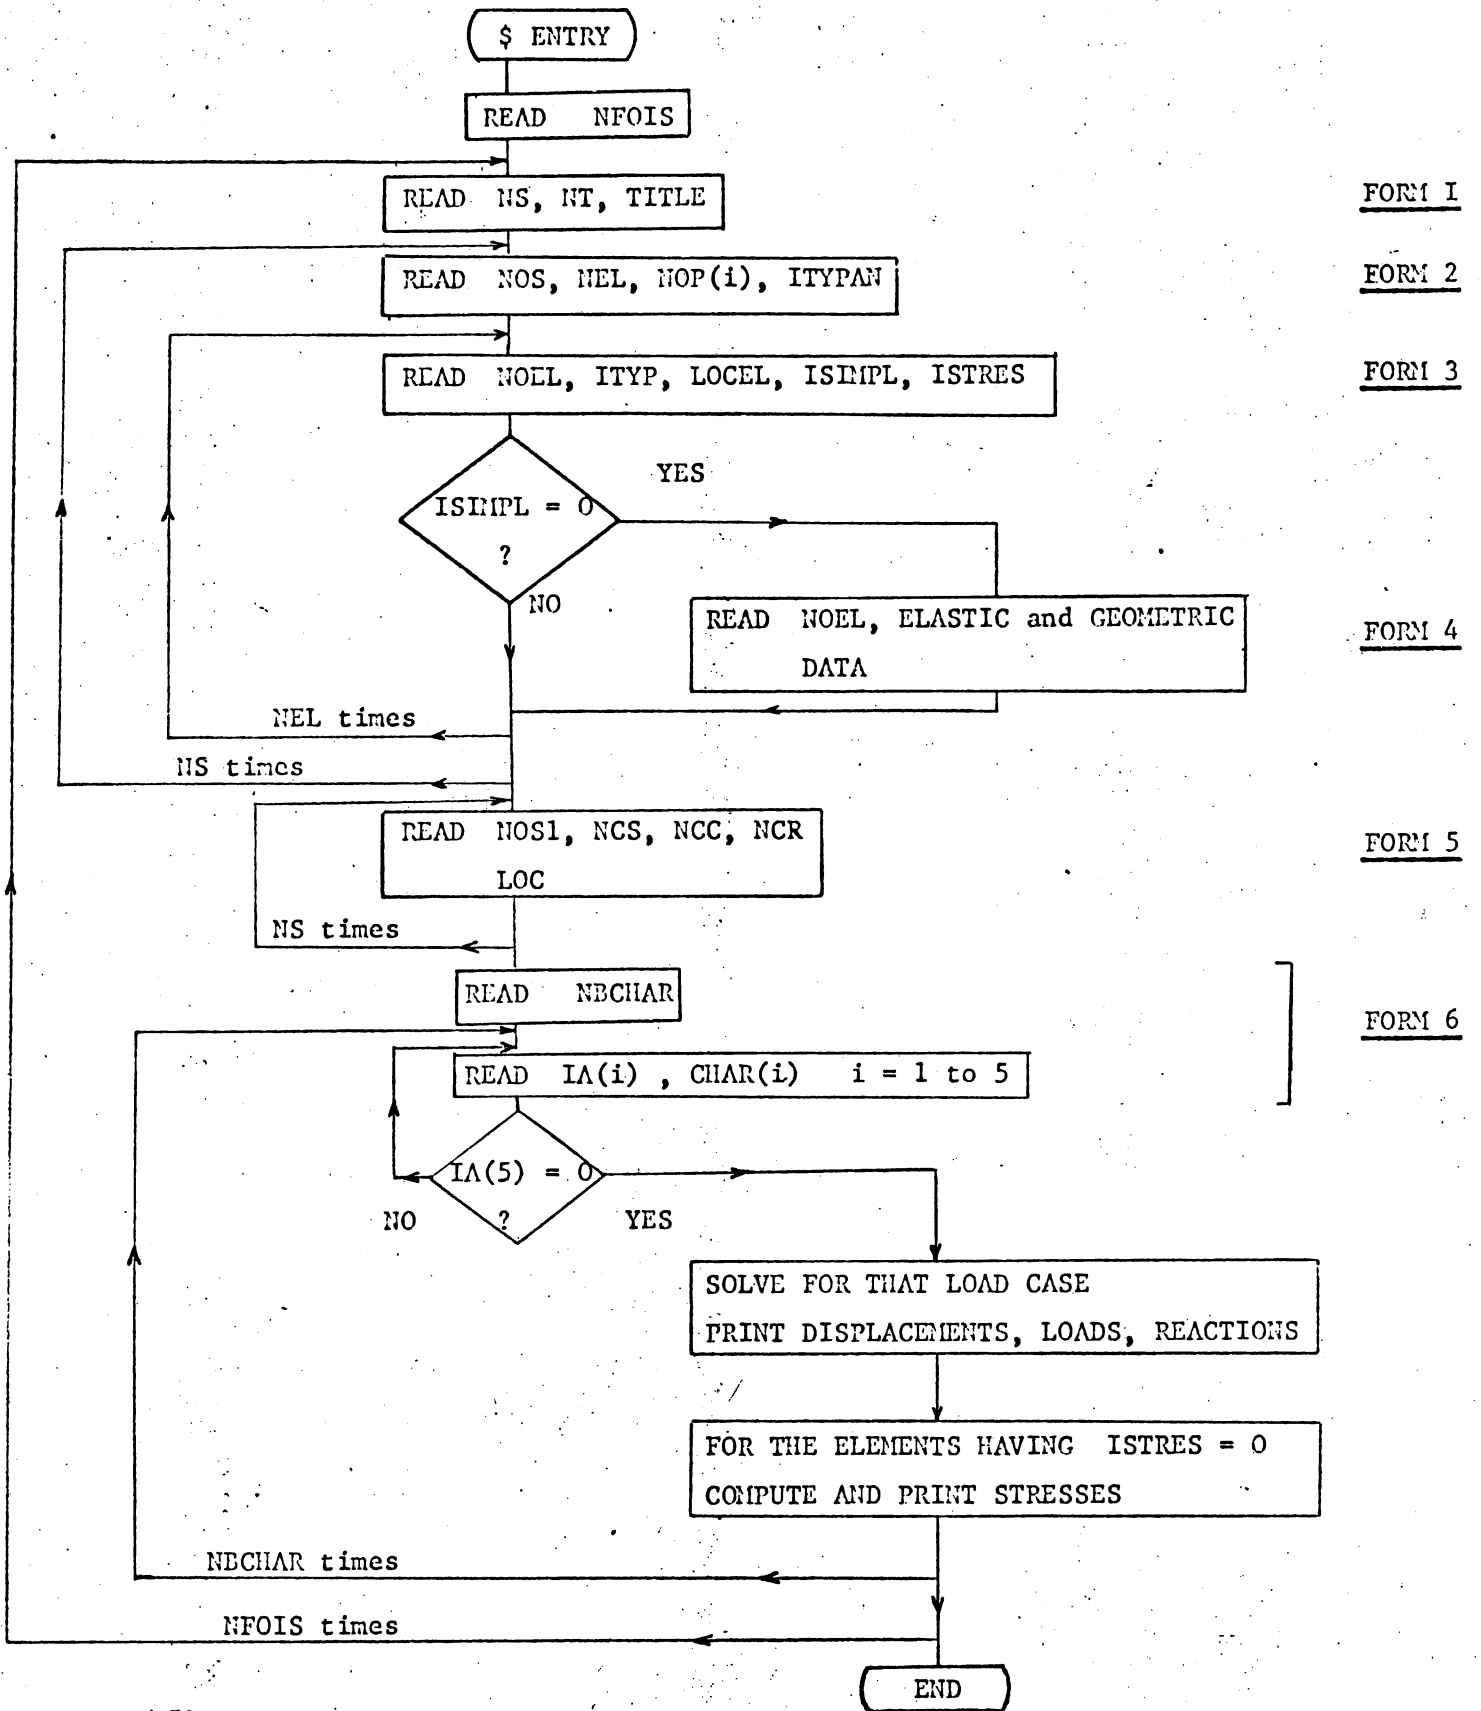 $ ENTRY
READ NFOIS
READ NS, NT, TITLE
FORM I
READ NOS, NEL, NOP(i), ITYPAN
FORM 2
READ NOEL, ITYP, LOCEL, ISIMPL, ISTRES
FORM 3
YES
ISIMPL = 0
?
NO
READ NOEL, ELASTIC and GEOMETRIC
DATA
FORM 4
NEL times
NS times
READ NOS1, NCS, NCC, NCR
LOC
FORM 5
NS times
READ NBCHAR
FORM 6
READ IA(i) , CHAR(i) i = 1 to 5
IA(5) = 0
NO ? YES
SOLVE FOR THAT LOAD CASE
PRINT DISPLACEMENTS, LOADS, REACTIONS
FOR THE ELEMENTS HAVING ISTRES = 0
COMPUTE AND PRINT STRESSES
NBCHAR times
NFOIS times
END